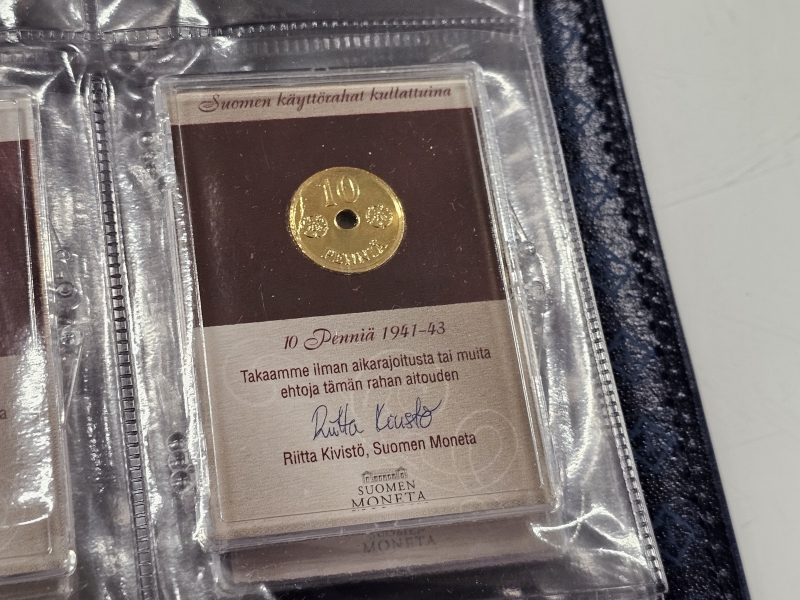 Suomen käyttörahat kullattuina
10
PENNIÄ
10 Penniä 1941-43
Takaamme ilman aikarajoitusta tai muita
ehtoja tämän rahan aitouden
Riitta Kivistö
Riitta Kivistö, Suomen Moneta
SUOMEN
MONETA
SUOMEN
MONETA